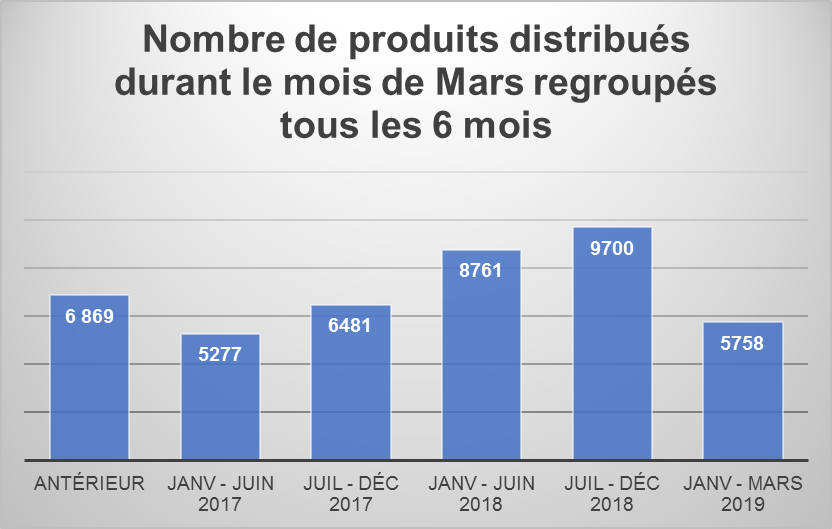 Nombre de produits distribués
durant le mois de Mars regroupés
tous les 6 mois
6 869
5277
6481
8761
9700
5758
ANTÉRIEUR
JANV - JUIN
2017
JUIL - DÉC
2017
JANV - JUIN
2018
JUIL - DÉC
2018
JANV - MARS
2019